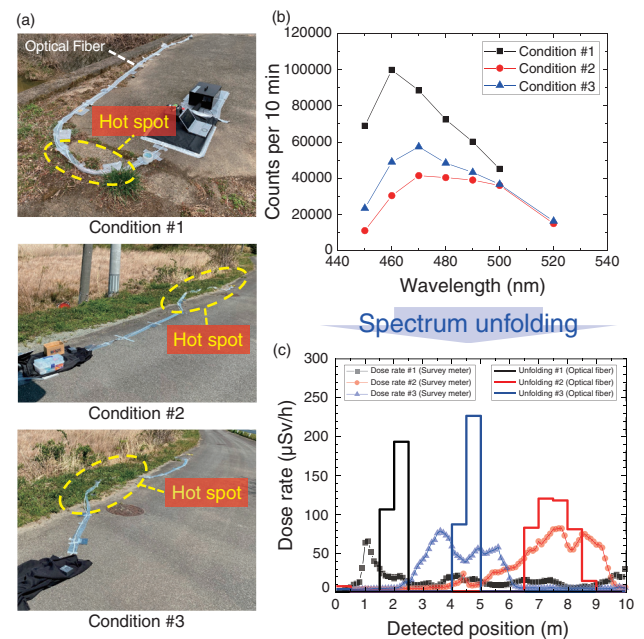 (a)
Optical Fiber
Hot spot
Condition #1
Hot spot
Condition #2
Hot spot
Condition #3
(b)
120000
100000
80000
60000
40000
20000
0
Counts per 10 min
Condition #1
Condition #2
Condition #3
440 460 480 500 520 540
Wavelength (nm)
Spectrum unfolding
(c)
300
250
200
150
100
50
0
Dose rate (µSv/h)
Dose rate #1 (Survey meter)
Dose rate #2 (Survey meter)
Dose rate #3 (Survey meter)
Unfolding #1 (Optical fiber)
Unfolding #2 (Optical fiber)
Unfolding #3 (Optical fiber)
0 1 2 3 4 5 6 7 8 9 10
Detected position (m)